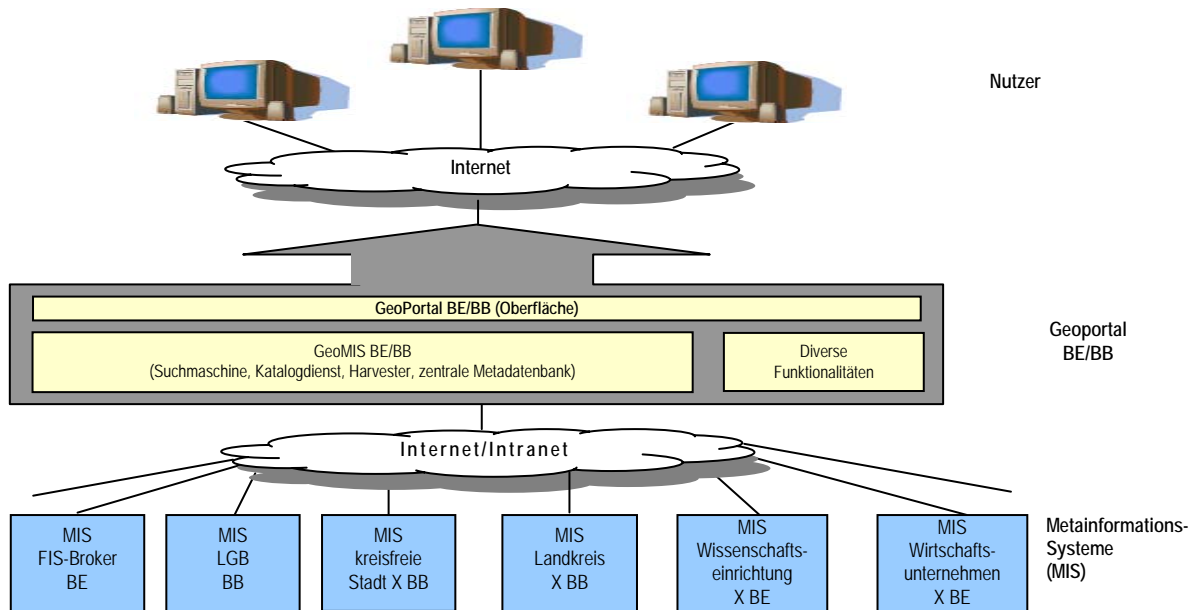 Nutzer
Internet
GeoPortal BE/BB (Oberfläche)
GeoMIS BE/BB
(Suchmaschine, Katalogdienst, Harvester, zentrale Metadatenbank)
Diverse
Funktionalitäten
Geoportal
BE/BB
Internet/Intranet
MIS
FIS-Broker
BE
MIS
LGB
BB
MIS
kreisfreie
Stadt X BB
MIS
Landkreis
X BB
MIS
Wissenschafts-
einrichtung
X BE
MIS
Wirtschafts-
unternehmen
X BE
Metainformations-
Systeme
(MIS)